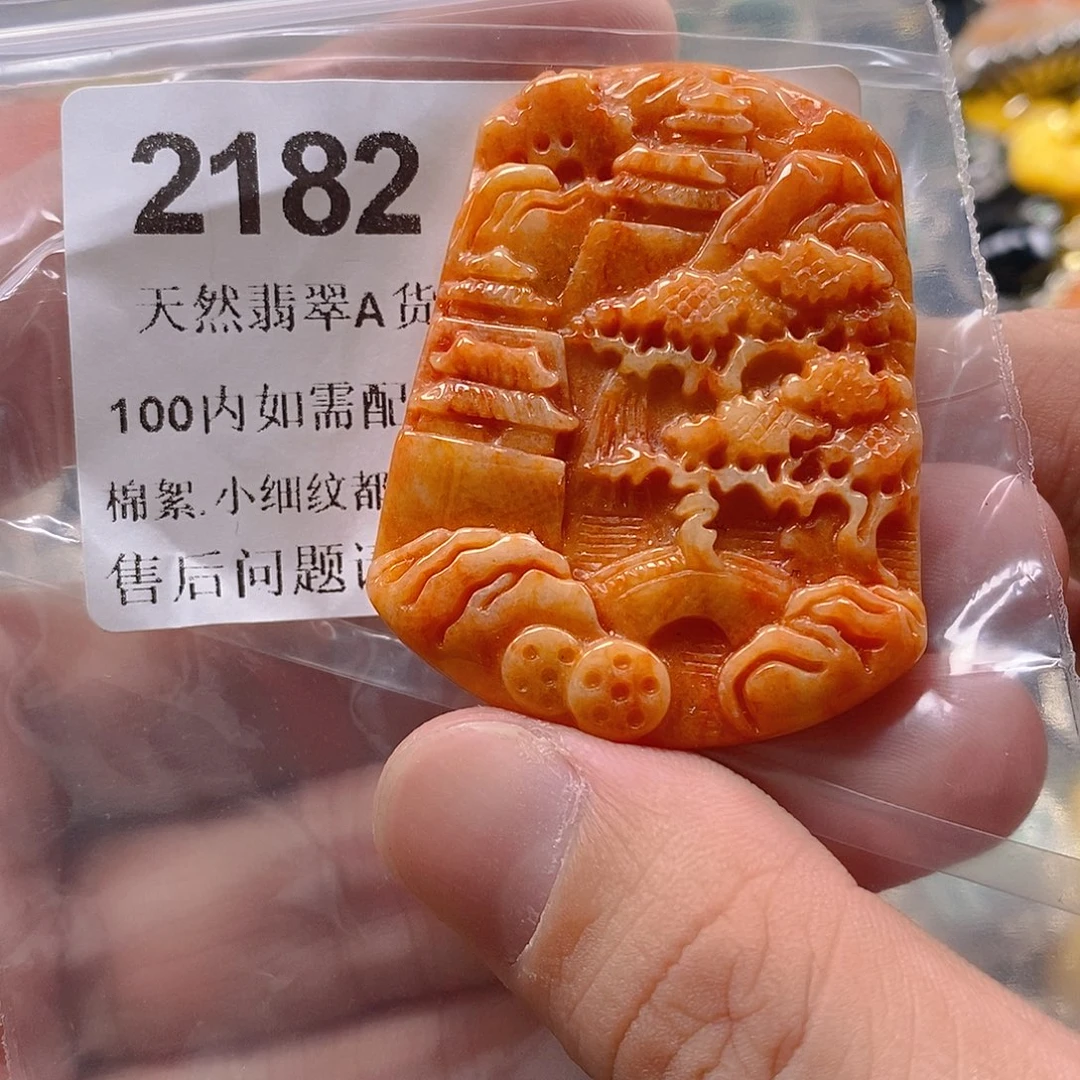 2182
天然翡翠A货
100内如需配
棉絮.小细纹都
售后问题